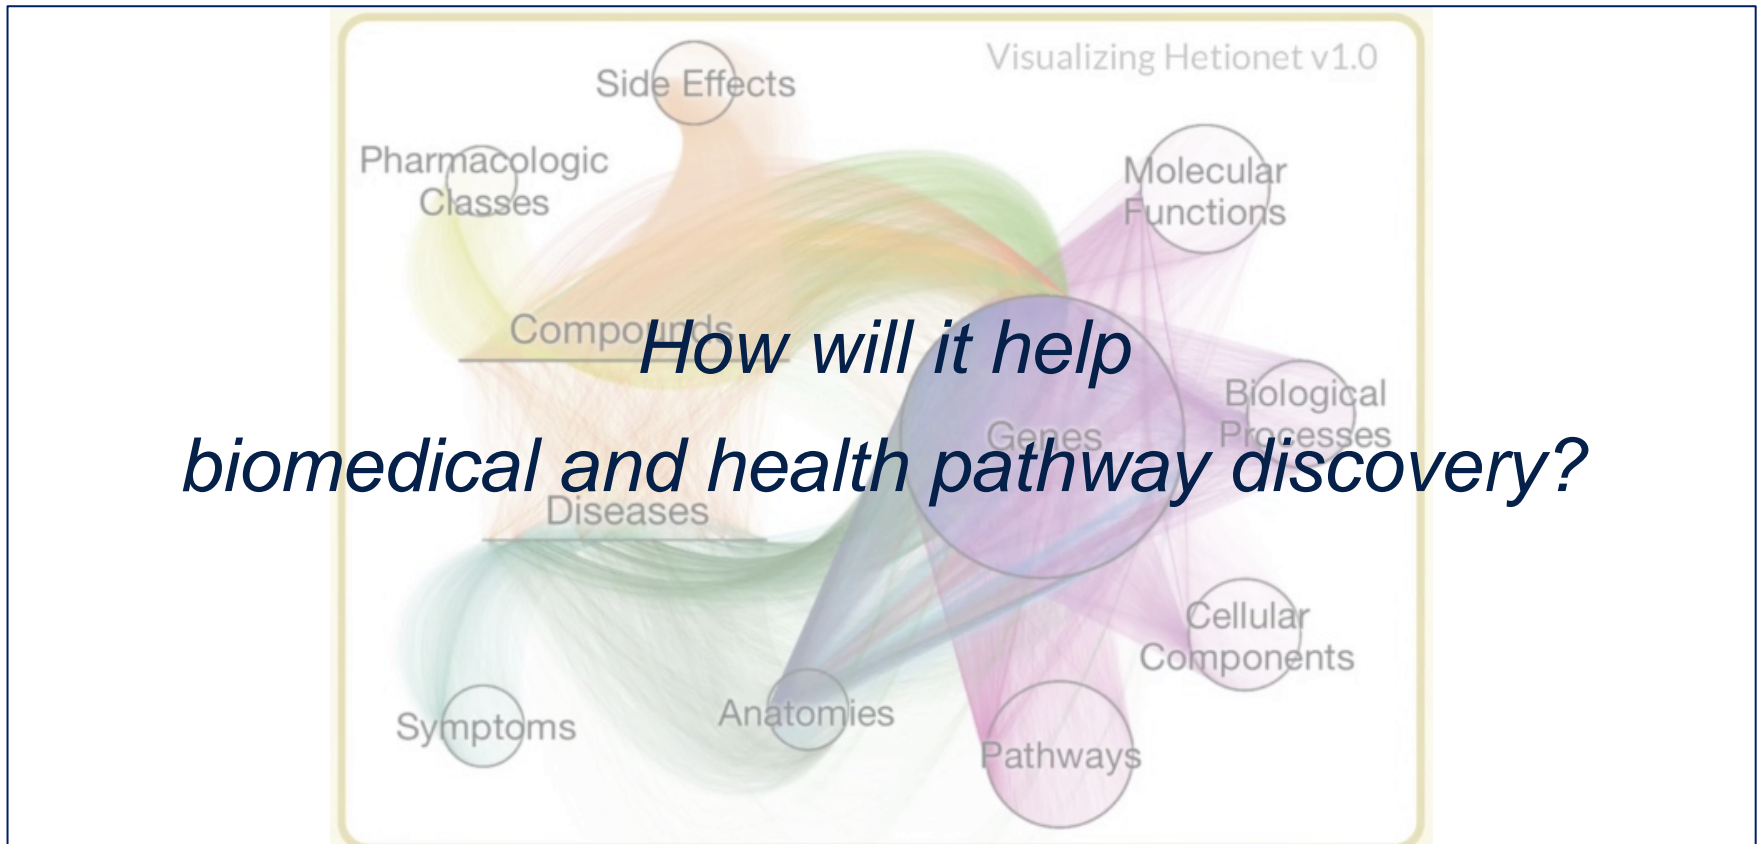 Visualizing Hetionet v1.0
Side Effects
Pharmacologic
Classes
Molecular
Functions
Compounds
How will it help
Biological
Processes
Genes
biomedical and health pathway discovery?
Diseases
Cellular
Components
Symptoms
Anatomies
Pathways